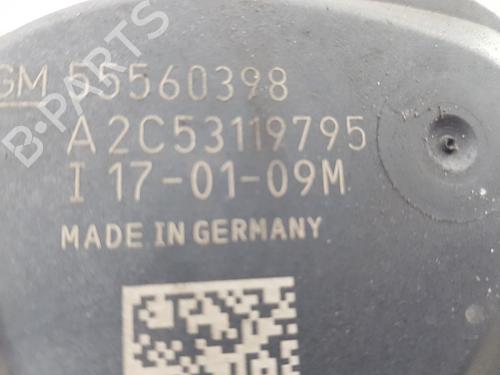 GM 55560398
A2C53119795
I 17-01-09M
MADE IN GERMANY
B-PARTS